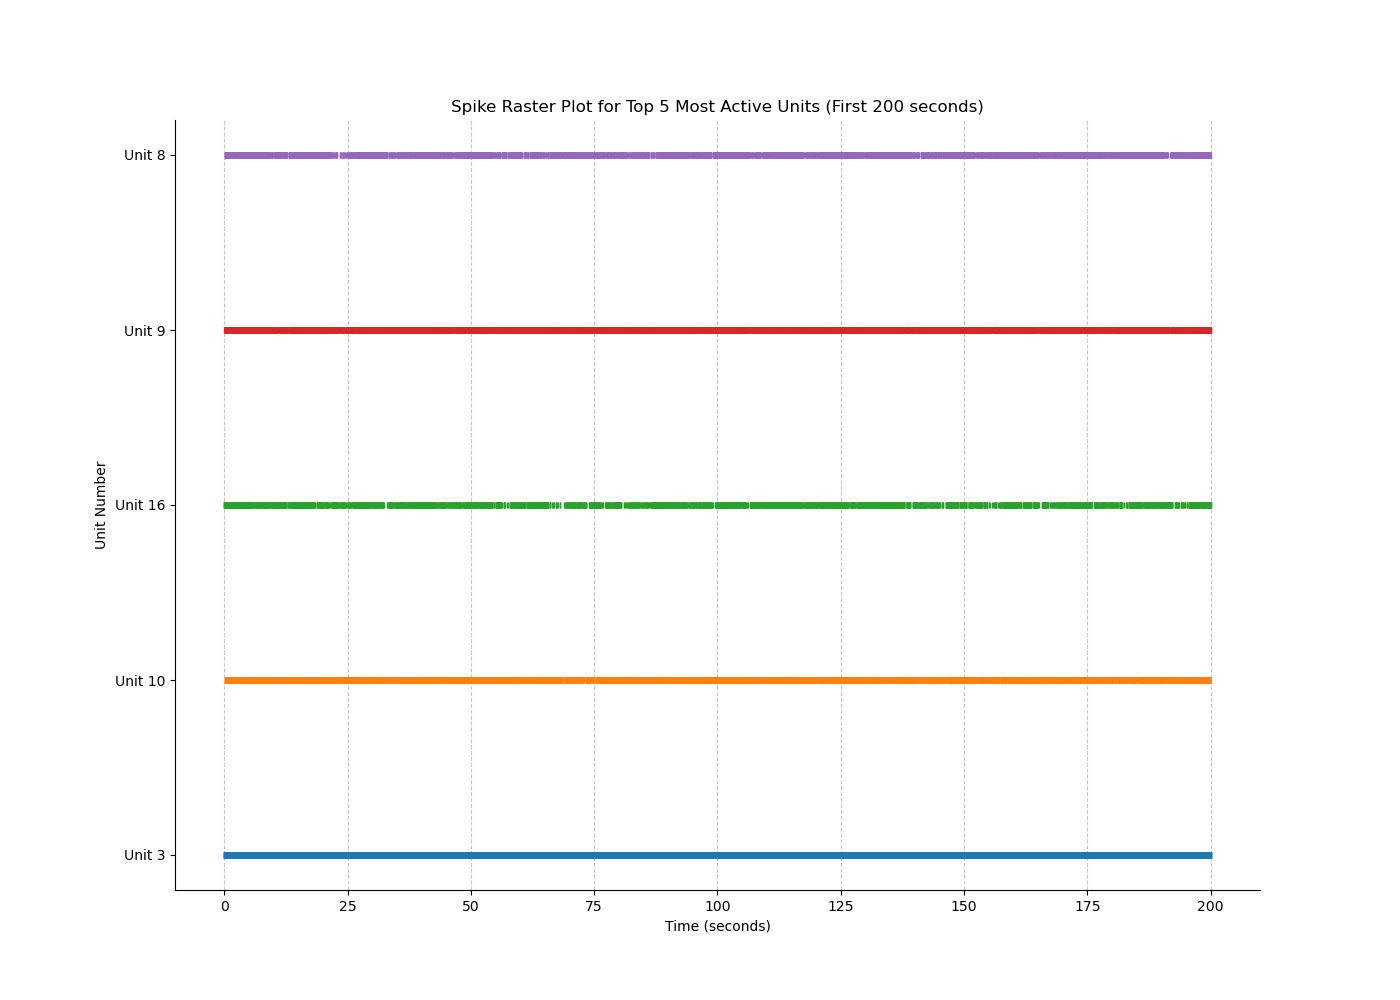 Spike Raster Plot for Top 5 Most Active Units (First 200 seconds)
Unit 8
Unit 9
Unit 16
Unit 10
Unit 3
Unit Number
0 25 50 75 100 125 150 175 200
Time (seconds)